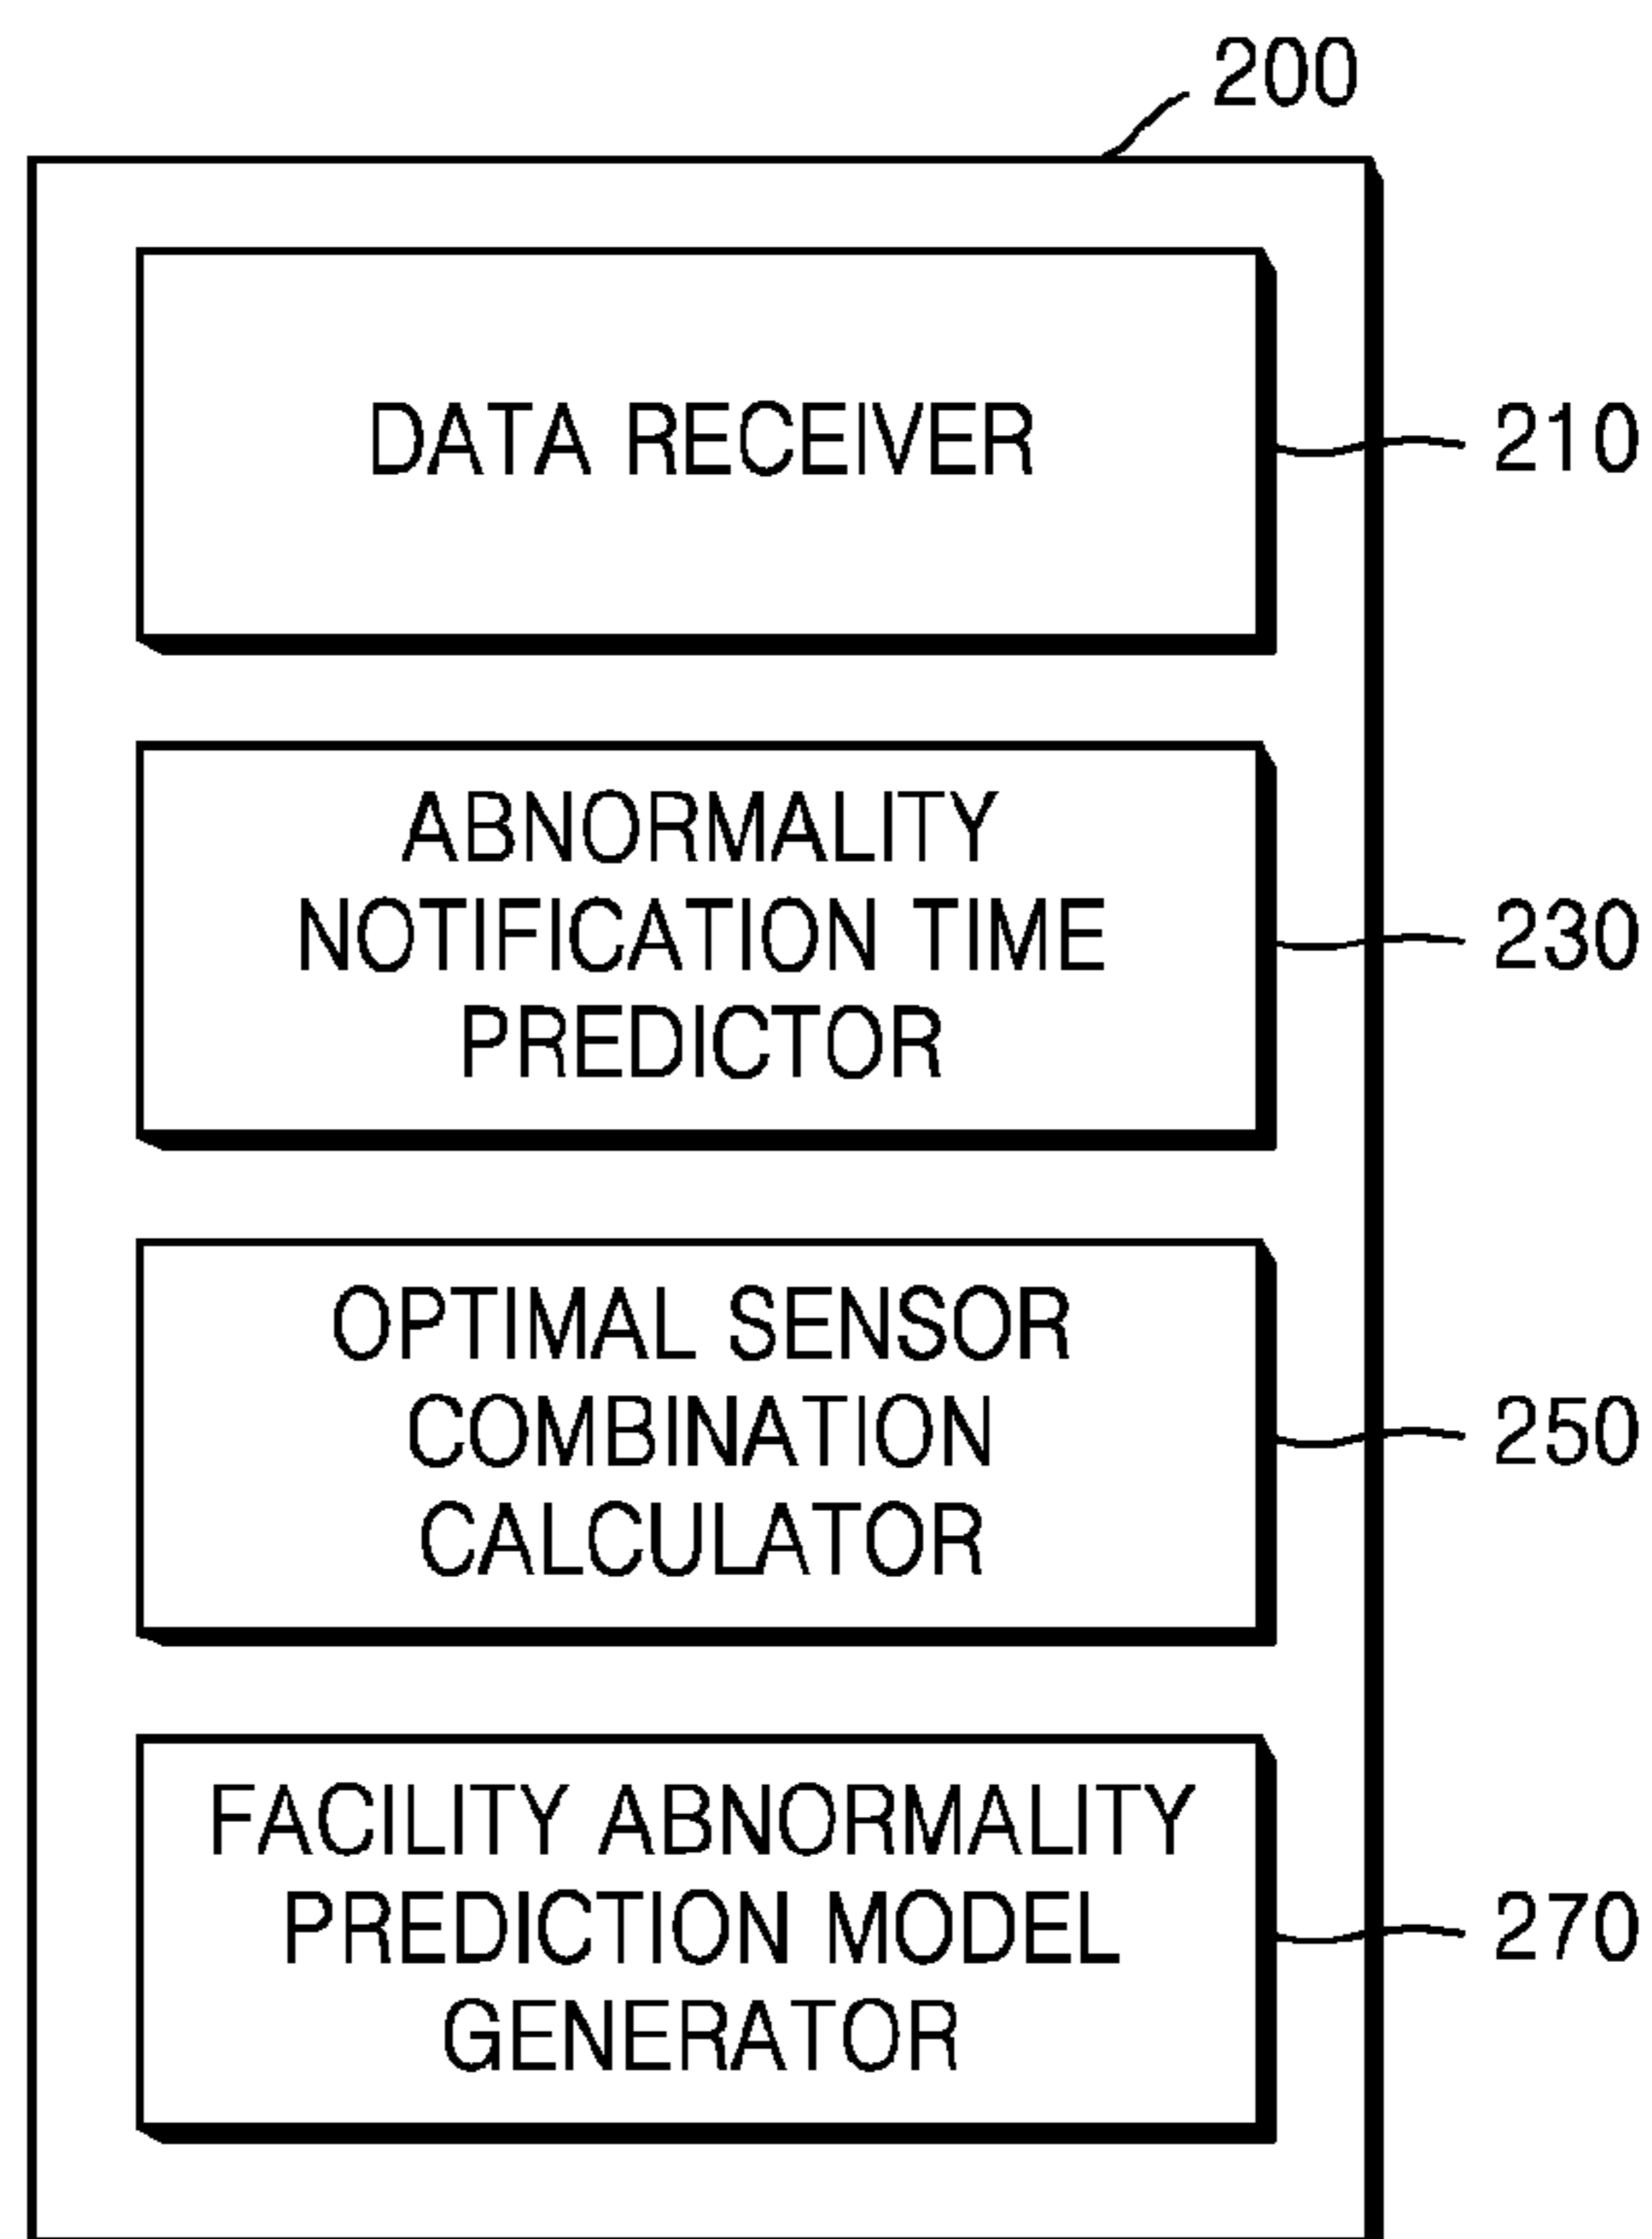 200
DATA RECEIVER
210
ABNORMALITY
NOTIFICATION TIME
PREDICTOR
230
OPTIMAL SENSOR
COMBINATION
CALCULATOR
250
FACILITY ABNORMALITY
PREDICTION MODEL
GENERATOR
270